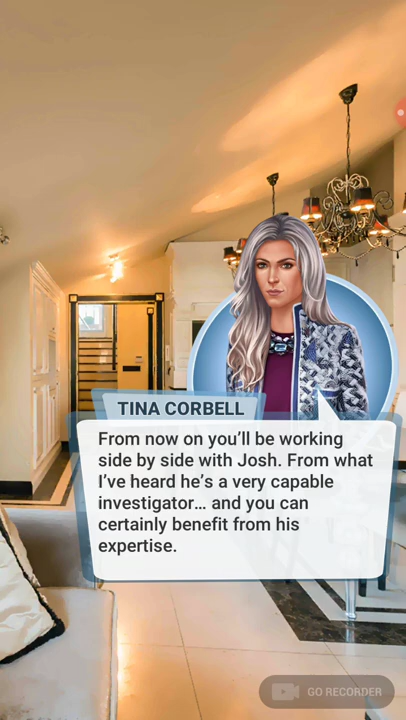 TINA CORBELL
From now on you'll be working
side by side with Josh. From what
I've heard he's a very capable
investigator... and you can
certainly benefit from his
expertise.
GO RECORDER